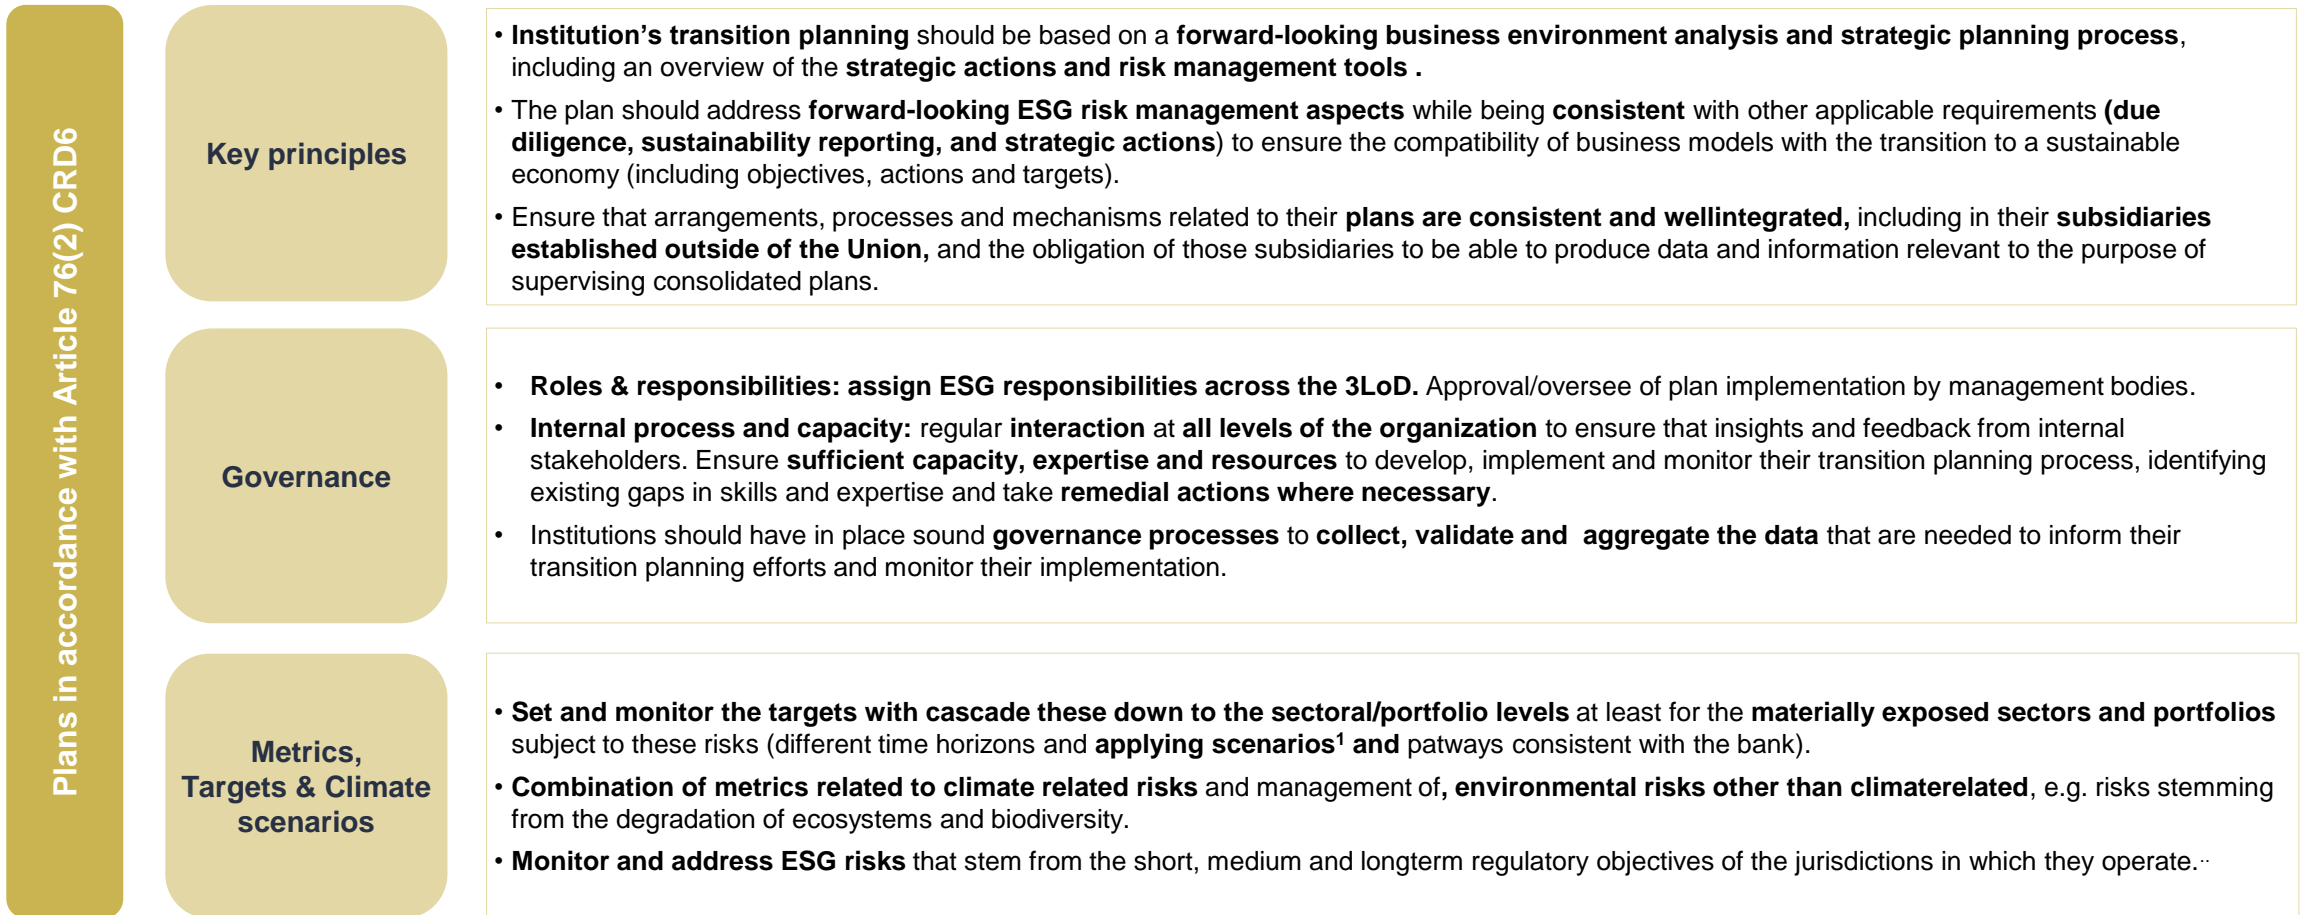 Plans in accordance with Article 76(2) CRD6
Key principles
• Institution's transition planning should be based on a forward-looking business environment analysis and strategic planning process,
including an overview of the strategic actions and risk management tools .
• The plan should address forward-looking ESG risk management aspects while being consistent with other applicable requirements (due
diligence, sustainability reporting, and strategic actions) to ensure the compatibility of business models with the transition to a sustainable
economy (including objectives, actions and targets).
• Ensure that arrangements, processes and mechanisms related to their plans are consistent and wellintegrated, including in their subsidiaries
established outside of the Union, and the obligation of those subsidiaries to be able to produce data and information relevant to the purpose of
supervising consolidated plans.
Governance
• Roles & responsibilities: assign ESG responsibilities across the 3LoD. Approval/oversee of plan implementation by management bodies.
• Internal process and capacity: regular interaction at all levels of the organization to ensure that insights and feedback from internal
stakeholders. Ensure sufficient capacity, expertise and resources to develop, implement and monitor their transition planning process, identifying
existing gaps in skills and expertise and take remedial actions where necessary.
• Institutions should have in place sound governance processes to collect, validate and  aggregate the data that are needed to inform their
transition planning efforts and monitor their implementation.
Metrics,
Targets & Climate
scenarios
• Set and monitor the targets with cascade these down to the sectoral/portfolio levels at least for the materially exposed sectors and portfolios
subject to these risks (different time horizons and applying scenarios¹ and patways consistent with the bank).
• Combination of metrics related to climate related risks and management of, environmental risks other than climaterelated, e.g. risks stemming
from the degradation of ecosystems and biodiversity.
• Monitor and address ESG risks that stem from the short, medium and longterm regulatory objectives of the jurisdictions in which they operate...